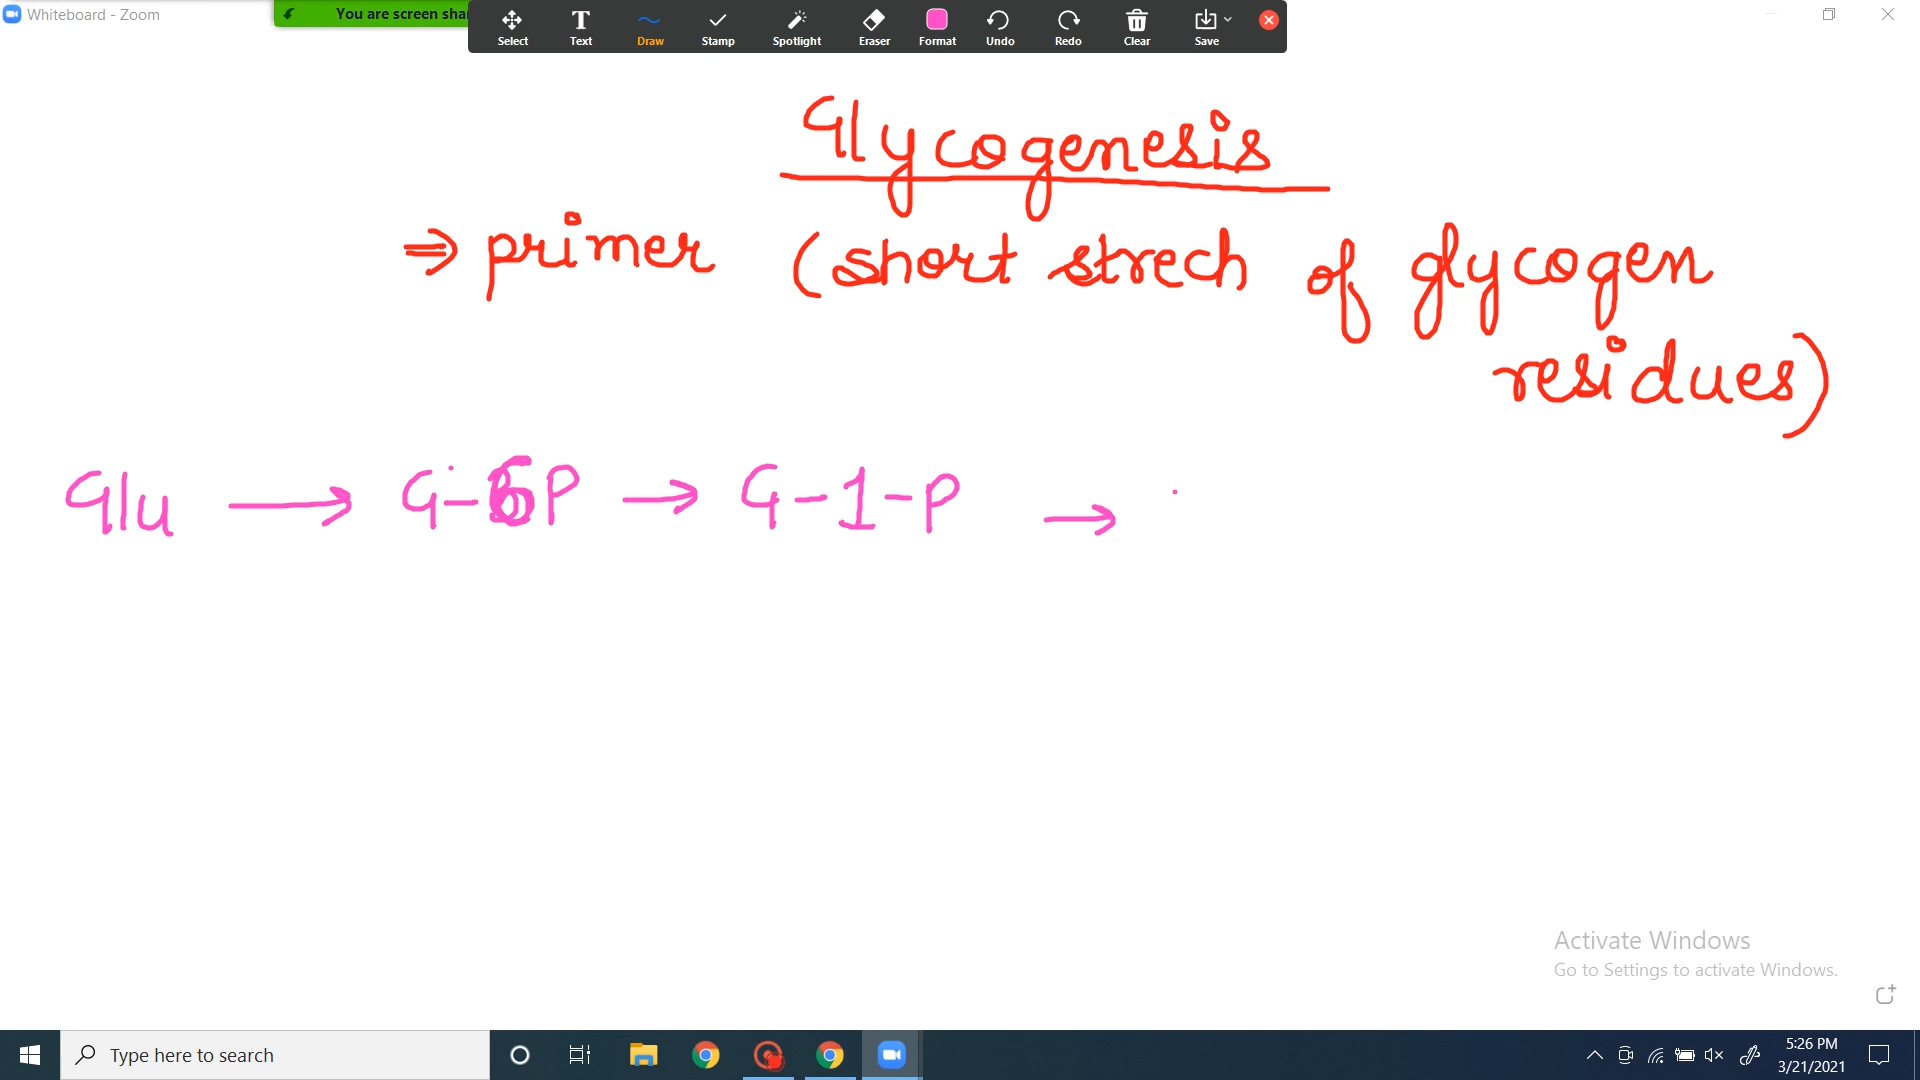 Whiteboard - Zoom
You are screen sha
Select Text Draw Stamp Spotlight Eraser Format Undo Redo Clear Save
Glycogenesis
⇒ primer (short strech of glycogen
residues)
Glu → G-6P → G-1-P →
Activate Windows
Go to Settings to activate Windows.
Type here to search
5:26 PM
3/21/2021